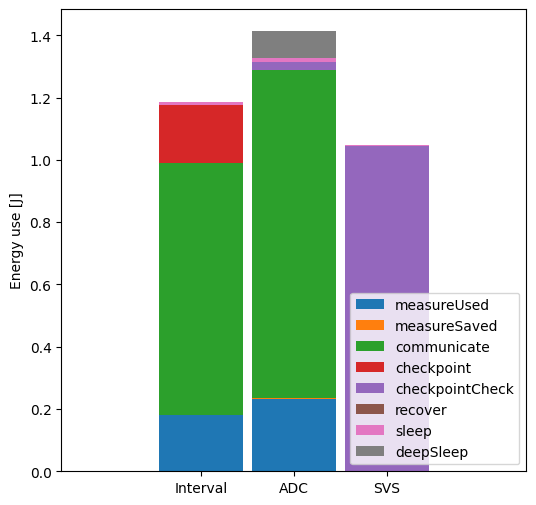 Energy use [J]
1.4
1.2
1.0
0.8
0.6
0.4
0.2
0.0
Interval
ADC
SVS
measureUsed
measureSaved
communicate
checkpoint
checkpointCheck
recover
sleep
deepSleep